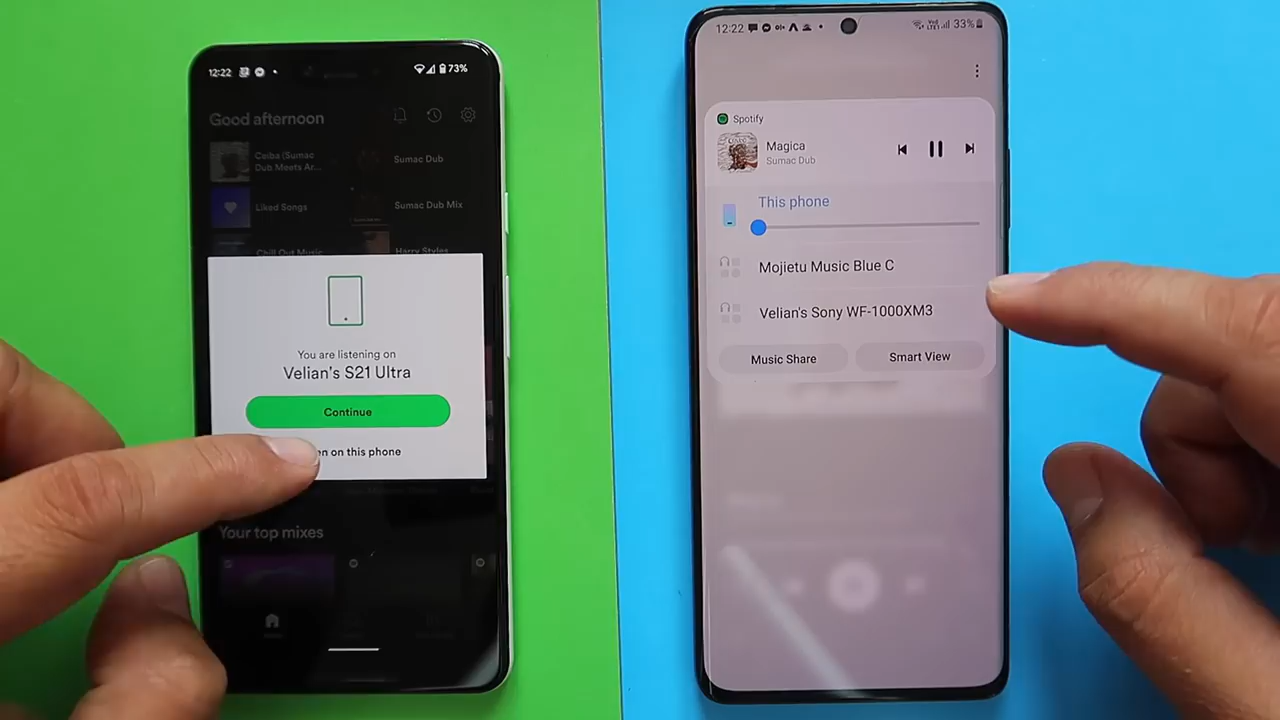 12:22
73%
Good afternoon
Ceiba (Sumac
Dub Meets Ar...
Sumac Dub
Liked Songs
Sumac Dub Mix
Chill Out Music
Harry Styles
You are listening on
Velian's S21 Ultra
Continue
en on this phone
Your top mixes
12:22
33%
Spotify
Magica
Sumac Dub
This phone
Mojietu Music Blue C
Velian's Sony WF-1000XM3
Music Share
Smart View